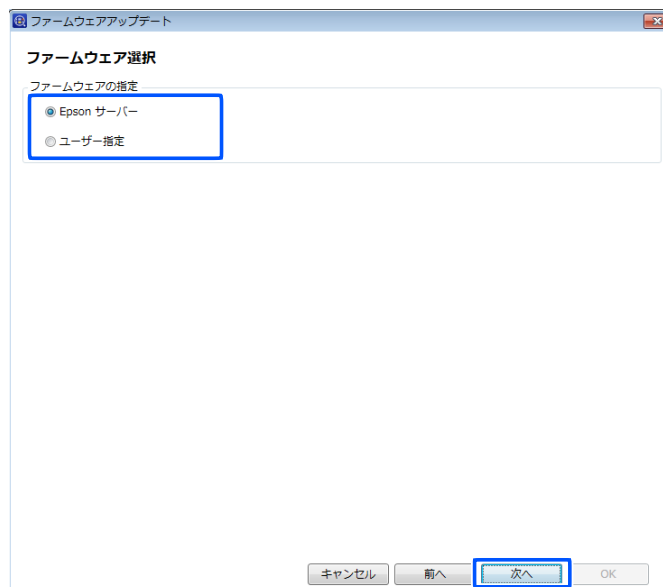 ファームウェアアップデート
ファームウェア選択
ファームウェアの指定
Epson サーバー
ユーザー指定
キャンセル 前へ 次へ OK